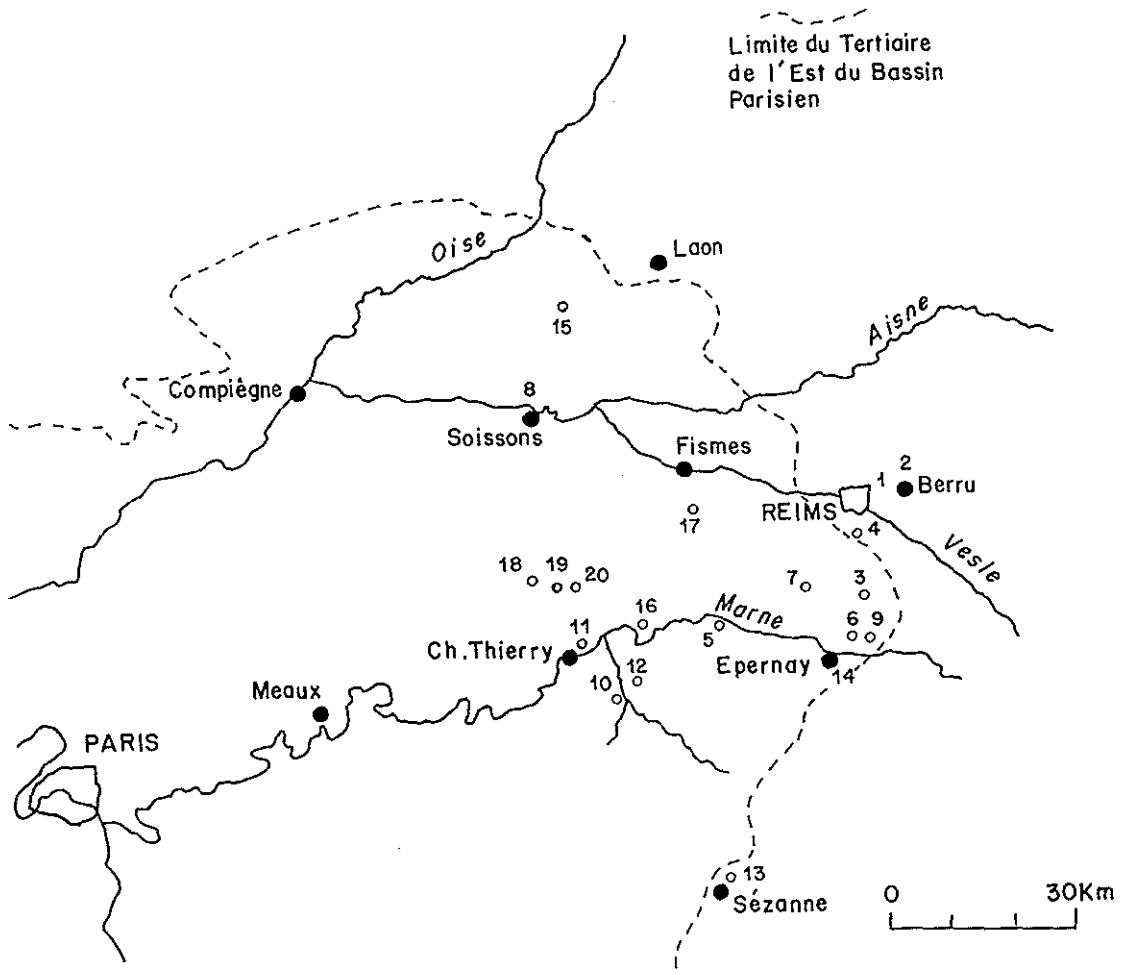 Limite du Tertiaire
de l'Est du Bassin
Parisien
Oise
Laon
15
Aisne
Compiègne
8
Soissons
Fismes
1
2
Berru
REIMS
4
17
Vesle
18
19
20
7
3
16
Marne
6
9
5
11
Ch. Thierry
Epernay
14
12
10
Meaux
PARIS
13
Sézanne
0
30Km